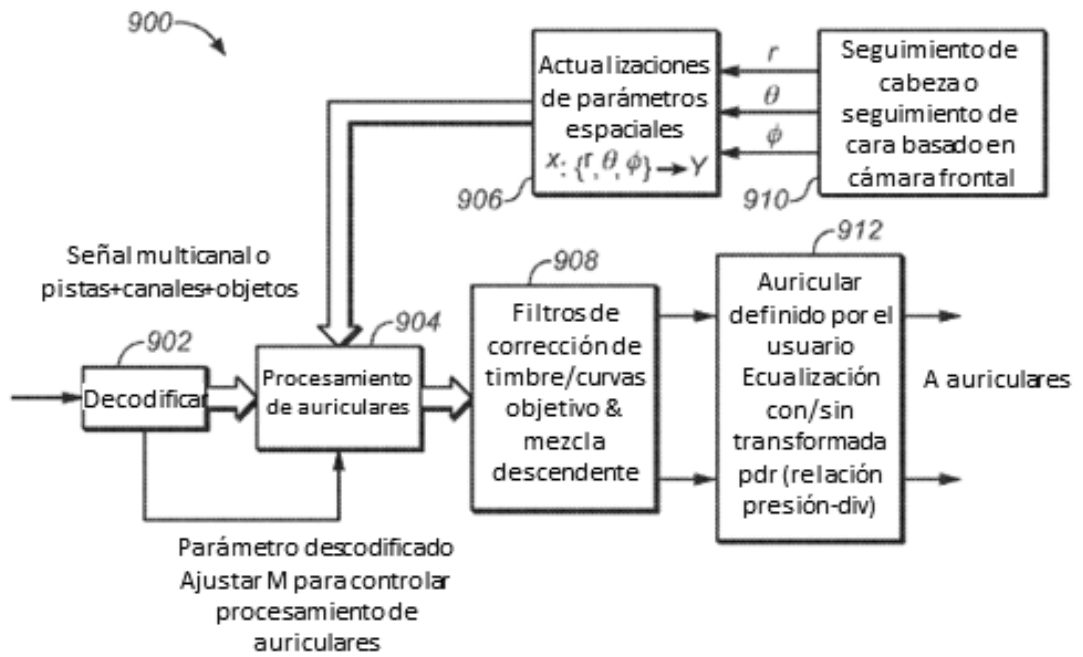 900
Actualizaciones
de parámetros
espaciales
x: {r, θ, ϕ} → Y
906
r
θ
ϕ
Seguimiento de
cabeza o
seguimiento de
cara basado en
cámara frontal
910
Señal multicanal o
pistas+canales+objetos
902
Decodificar
904
Procesamiento
de auriculares
908
Filtros de
corrección de
timbre/curvas
objetivo &
mezcla
descendente
912
Auricular
definido por el
usuario
Ecualización
con/sin
transformada
pdr (relación
presión-div)
A auriculares
Parámetro descodificado
Ajustar M para controlar
procesamiento de
auriculares